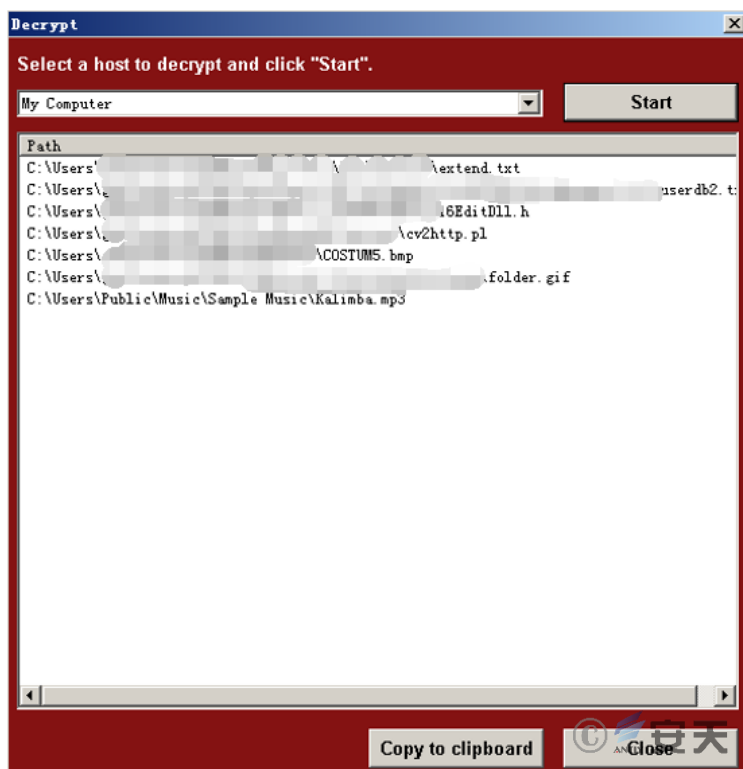 Decrypt
Select a host to decrypt and click "Start".
My Computer
Start
Path
C:\Users\ \ \extend.txt
C:\Users\ userdb2.t
C:\Users\ 16EditDll.h
C:\Users\ \cv2http.pl
C:\Users\ \COSTUM5.bmp
C:\Users\ folder.gif
C:\Users\Public\Music\Sample Music\Kalimba.mp3
Copy to clipboard
Close
© 安天